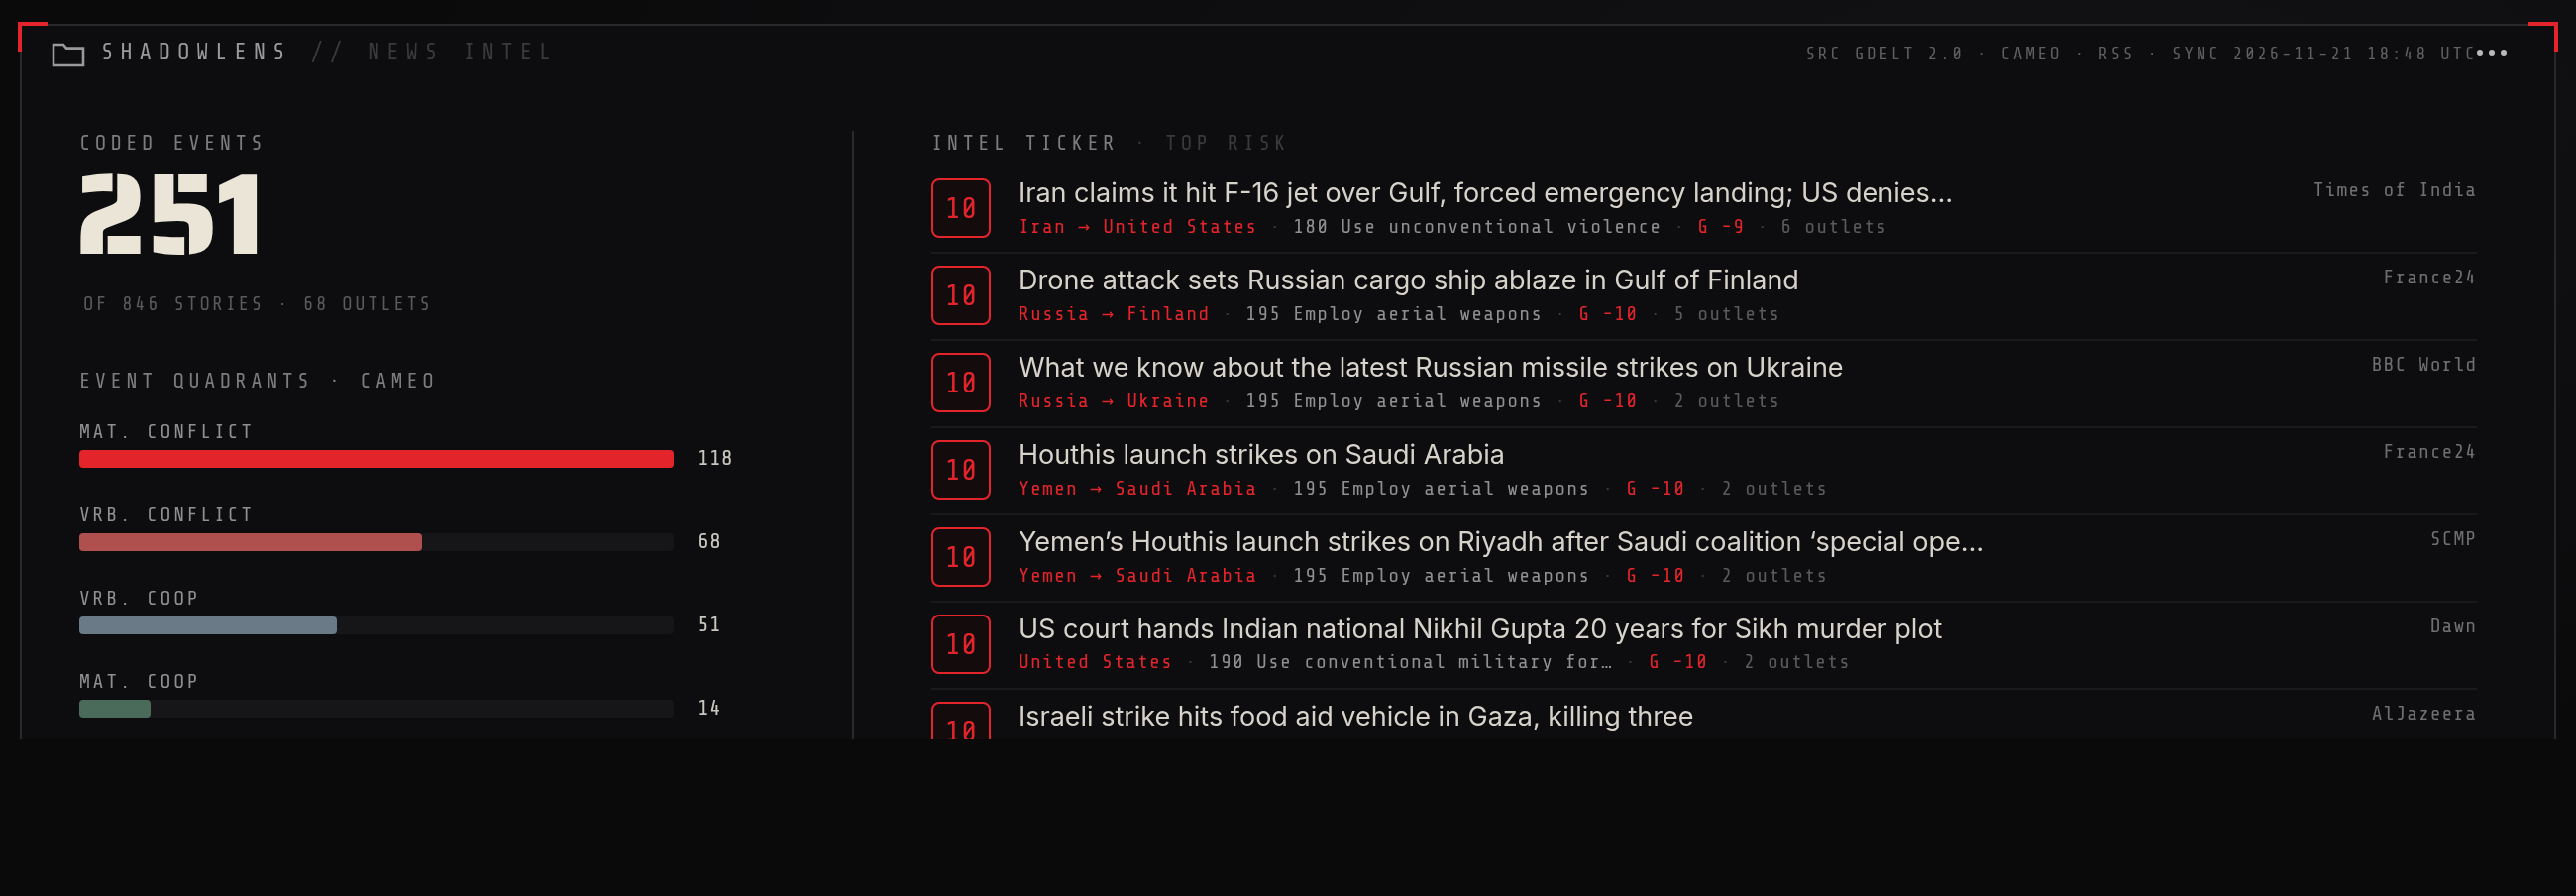 SHADOWLENS // NEWS INTEL
SRC GDELT 2.0 · CAMEO · RSS · SYNC 2026-11-21 18:48 UTC
CODED EVENTS
251
OF 846 STORIES · 68 OUTLETS
EVENT QUADRANTS · CAMEO
MAT. CONFLICT
118
VRB. CONFLICT
68
VRB. COOP
51
MAT. COOP
14
INTEL TICKER · TOP RISK
10 Iran claims it hit F-16 jet over Gulf, forced emergency landing; US denies… Times of India
Iran → United States · 180 Use unconventional violence · G -9 · 6 outlets
10 Drone attack sets Russian cargo ship ablaze in Gulf of Finland France24
Russia → Finland · 195 Employ aerial weapons · G -10 · 5 outlets
10 What we know about the latest Russian missile strikes on Ukraine BBC World
Russia → Ukraine · 195 Employ aerial weapons · G -10 · 2 outlets
10 Houthis launch strikes on Saudi Arabia France24
Yemen → Saudi Arabia · 195 Employ aerial weapons · G -10 · 2 outlets
10 Yemen’s Houthis launch strikes on Riyadh after Saudi coalition ‘special ope… SCMP
Yemen → Saudi Arabia · 195 Employ aerial weapons · G -10 · 2 outlets
10 US court hands Indian national Nikhil Gupta 20 years for Sikh murder plot Dawn
United States · 190 Use conventional military for… · G -10 · 2 outlets
10 Israeli strike hits food aid vehicle in Gaza, killing three AlJazeera